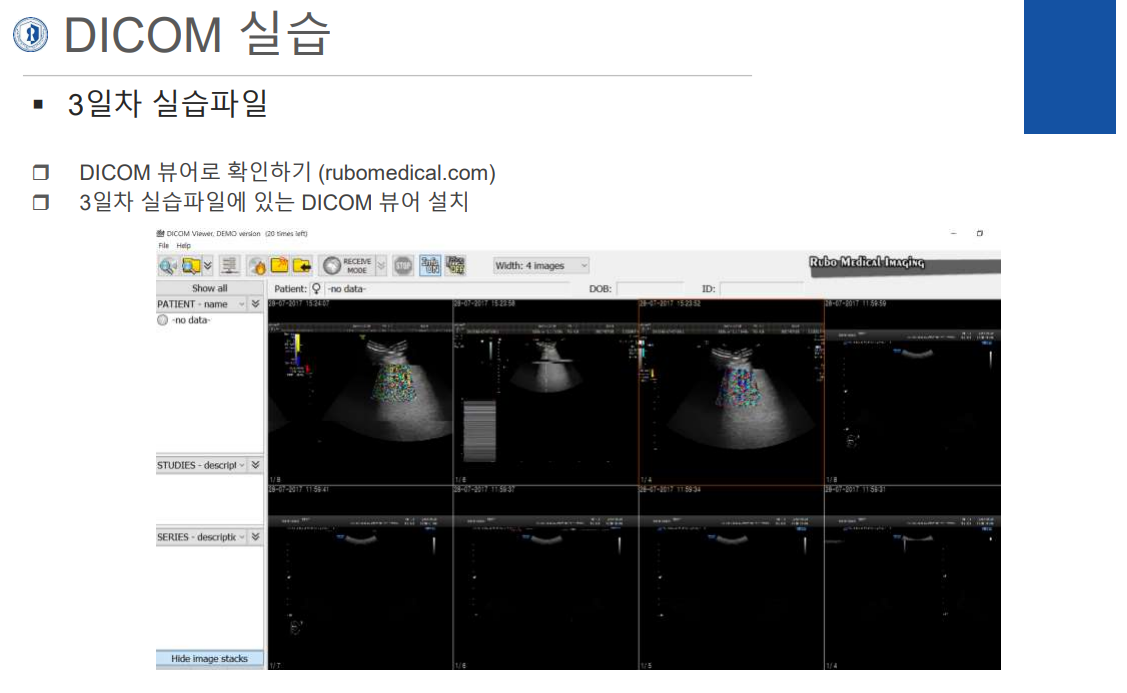 DICOM 실습
▪ 3일차 실습파일
❐ DICOM 뷰어로 확인하기 (rubomedical.com)
❐ 3일차 실습파일에 있는 DICOM 뷰어 설치
DICOM Viewer, DEMO version (20 times left)
File Help
RECEIVE MODE STOP Width: 4 images Rubo Medical Imaging
Show all Patient: -no data- DOB: ID:
PATIENT - name
-no data-
28-07-2017 15:24:07 28-07-2017 15:23:58 28-07-2017 15:23:52 28-07-2017 11:59:59
STUDIES - descript
1/8 1/4 1/8
28-07-2017 11:59:41 28-07-2017 11:59:37 28-07-2017 11:59:34 28-07-2017 11:59:31
SERIES - descriptic
Hide image stacks
1/7 1/6 1/5 1/4